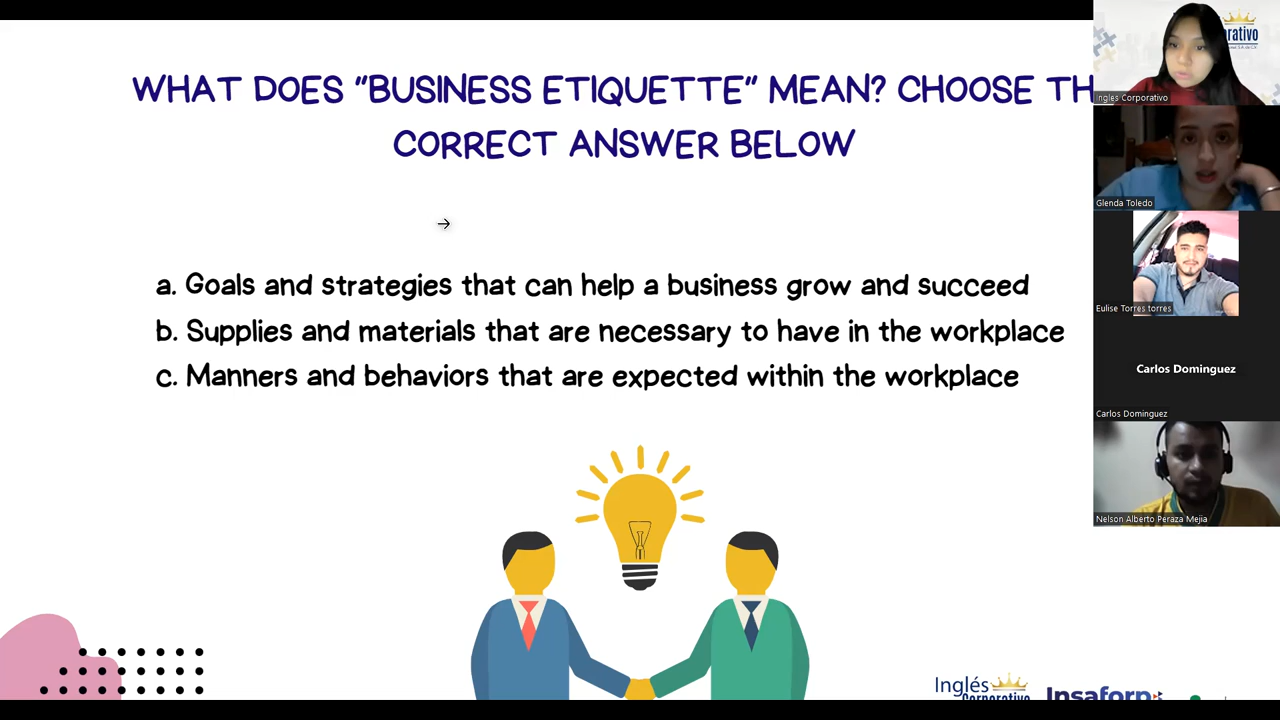 WHAT DOES "BUSINESS ETIQUETTE" MEAN? CHOOSE TH
CORRECT ANSWER BELOW
a. Goals and strategies that can help a business grow and succeed
b. Supplies and materials that are necessary to have in the workplace
c. Manners and behaviors that are expected within the workplace
Inglés
Corporativo
Insaforp
rativo
Ingles Corporativo
Glenda Toledo
Eulise Torres torres
Carlos Dominguez
Carlos Dominguez
Nelson Alberto Peraza Mejia